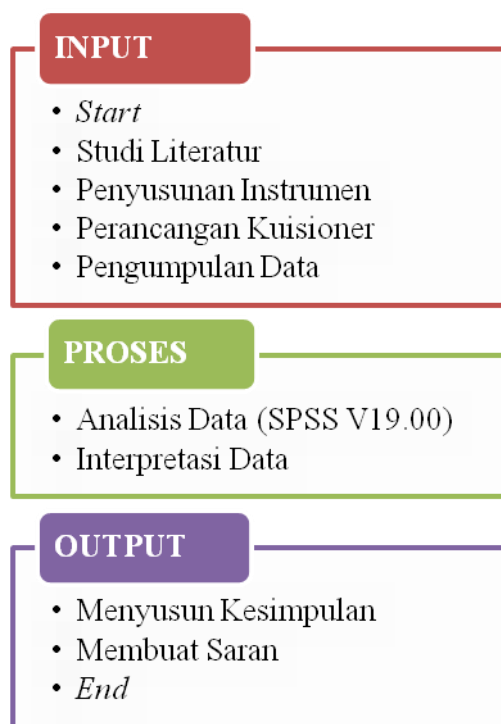 INPUT
• Start
• Studi Literatur
• Penyusunan Instrumen
• Perancangan Kuisioner
• Pengumpulan Data
PROSES
• Analisis Data (SPSS V19.00)
• Interpretasi Data
OUTPUT
• Menyusun Kesimpulan
• Membuat Saran
• End